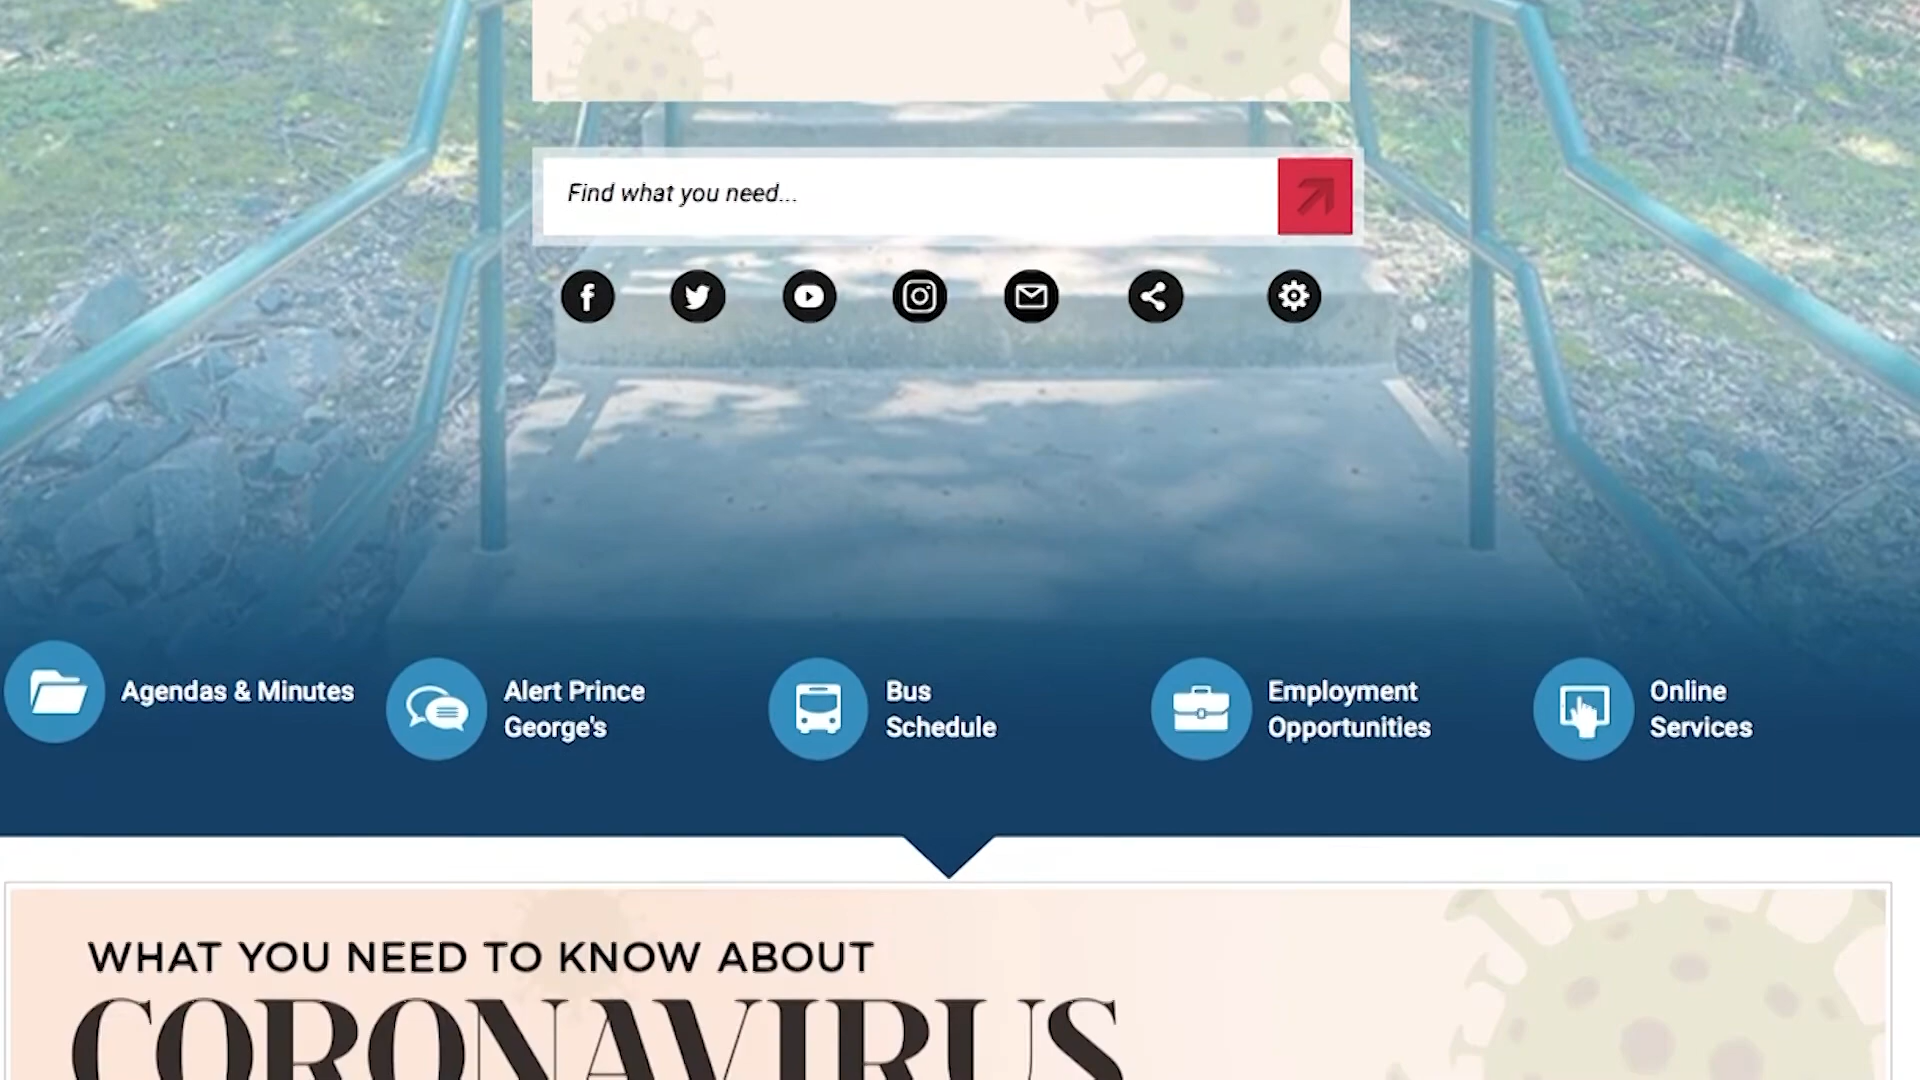 Find what you need...
Agendas & Minutes
Alert Prince
George's
Bus
Schedule
Employment
Opportunities
Online
Services
WHAT YOU NEED TO KNOW ABOUT
CORONAVIRUS